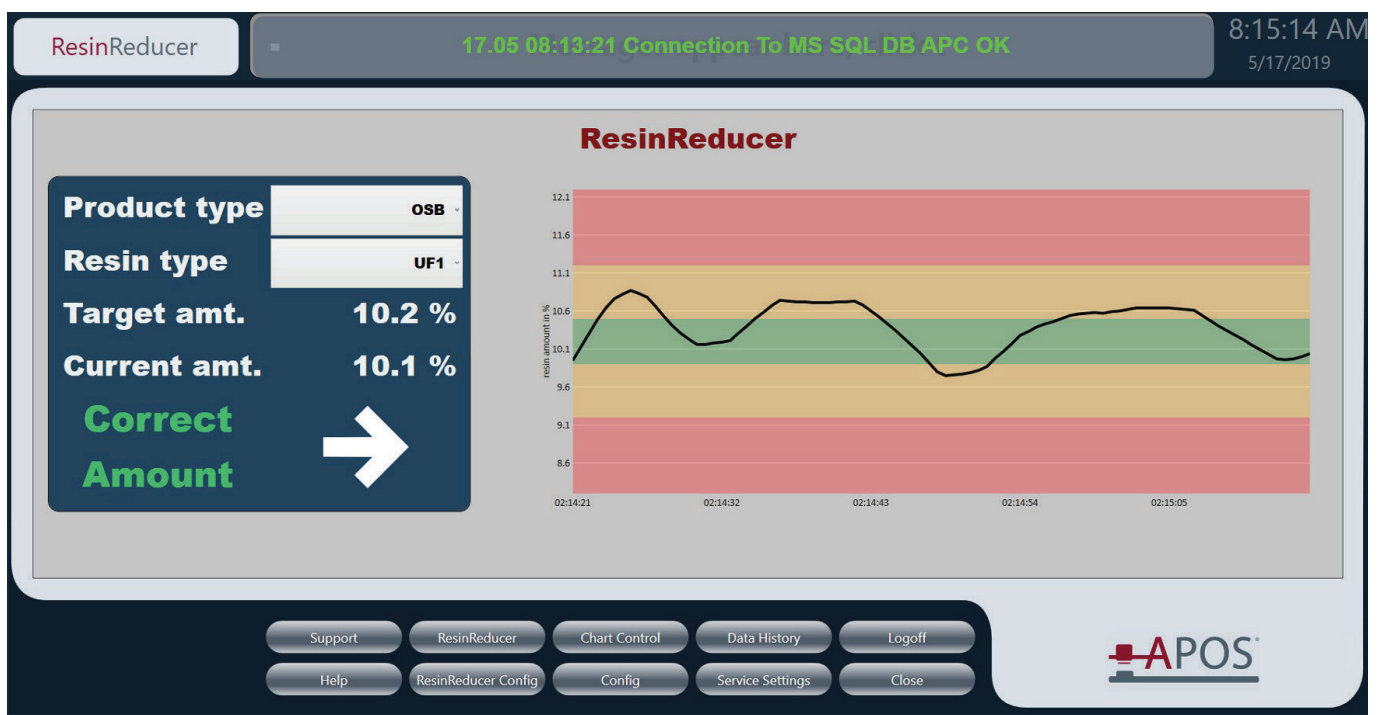 ResinReducer
17.05 08:13:21 Connection To MS SQL DB APC OK
8:15:14 AM
5/17/2019
ResinReducer
Product type OSB
Resin type UF1
Target amt. 10.2 %
Current amt. 10.1 %
Correct
Amount
resin amount in %
12.1
11.6
11.1
10.6
10.1
9.6
9.1
8.6
02:14:21 02:14:32 02:14:43 02:14:54 02:15:05
Support ResinReducer Chart Control Data History Logoff
Help ResinReducer Config Config Service Settings Close
APOS